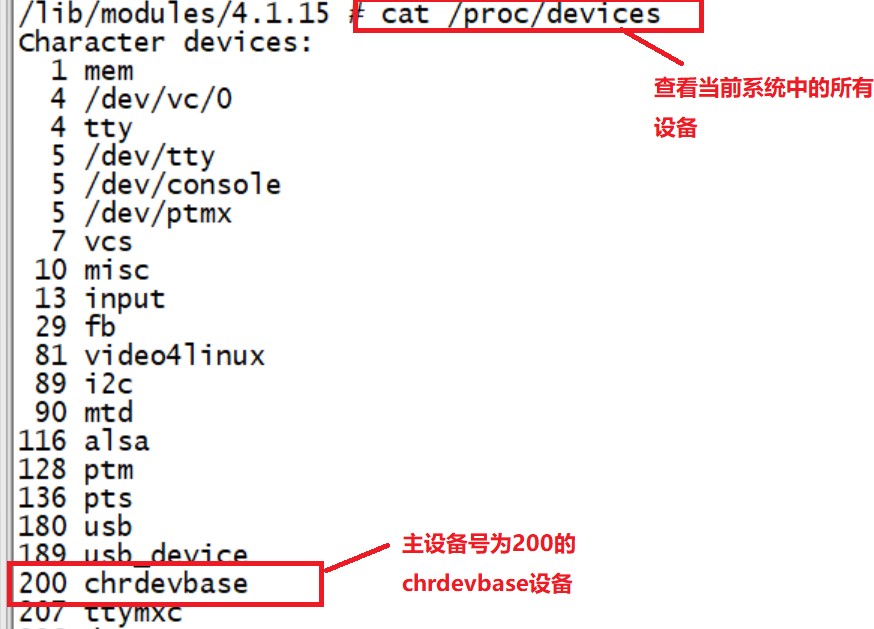 /lib/modules/4.1.15 # cat /proc/devices
Character devices:
1 mem
4 /dev/vc/0
4 tty
5 /dev/tty
5 /dev/console
5 /dev/ptmx
7 vcs
10 misc
13 input
29 fb
81 video4linux
89 i2c
90 mtd
116 alsa
128 ptm
136 pts
180 usb
189 usb_device
200 chrdevbase
207 ttymxc
查看当前系统中的所有
设备
主设备号为200的
chrdevbase设备